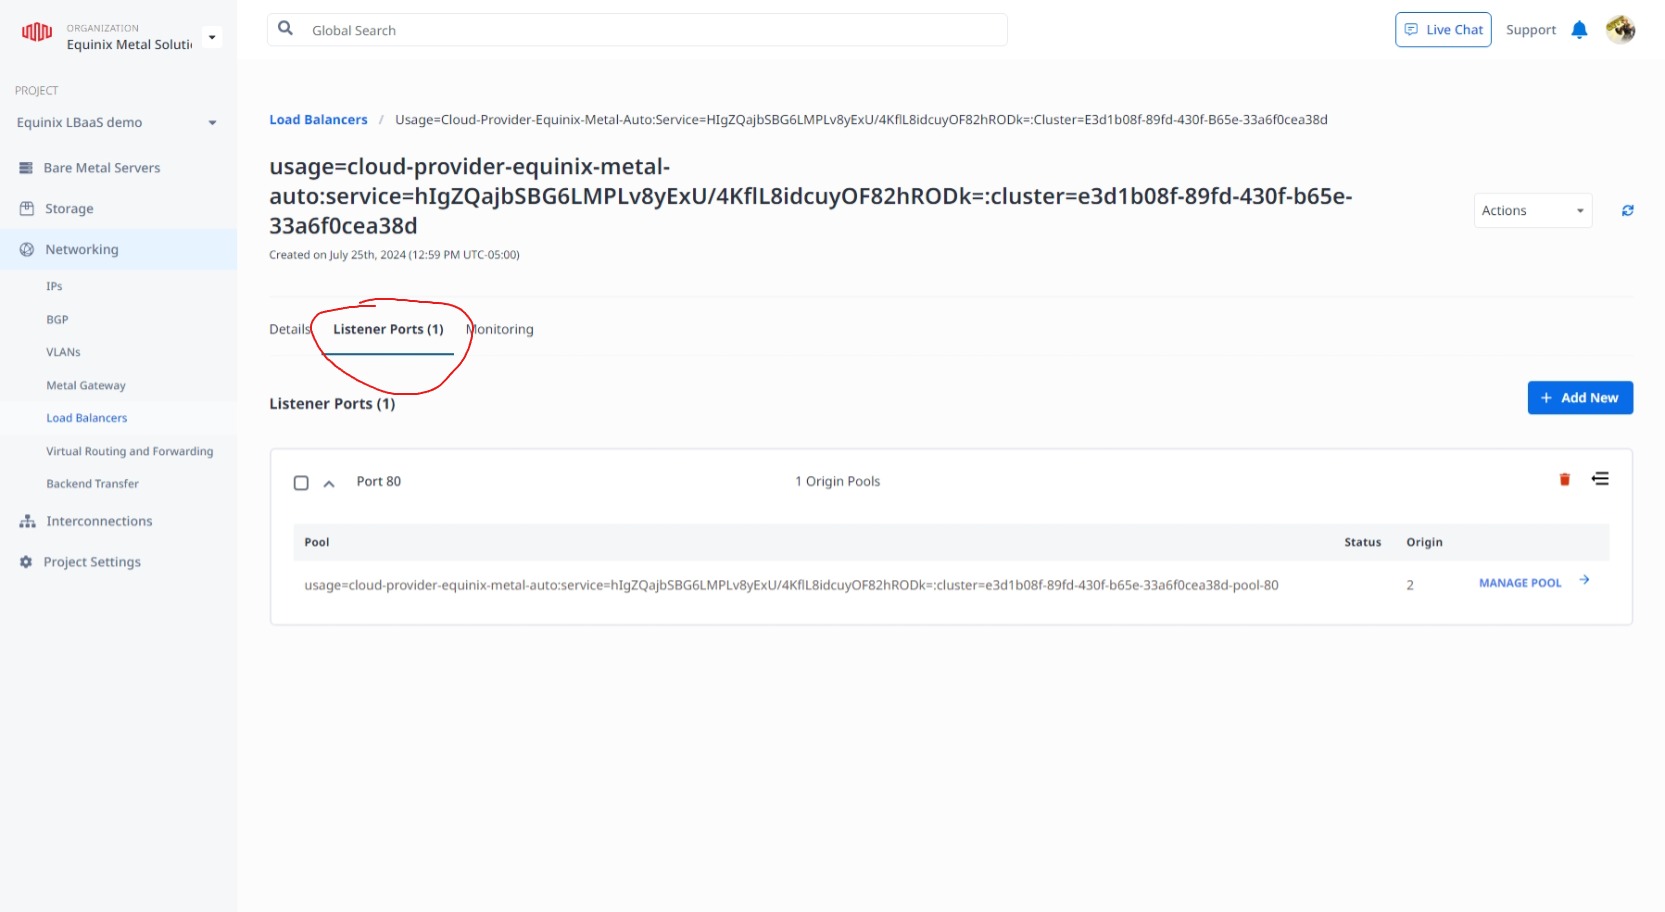 ORGANIZATION
Equinix Metal Soluti
Global Search
Live Chat
Support
PROJECT
Equinix LBaaS demo
Bare Metal Servers
Storage
Networking
IPs
BGP
VLANs
Metal Gateway
Load Balancers
Virtual Routing and Forwarding
Backend Transfer
Interconnections
Project Settings
Load Balancers / Usage=Cloud-Provider-Equinix-Metal-Auto:Service=HIgZQajbSBG6LMPLv8yExU/4KflL8idcuyOF82hRODk=:Cluster=E3d1b08f-89fd-430f-B65e-33a6f0cea38d
usage=cloud-provider-equinix-metal-
auto:service=hIgZQajbSBG6LMPLv8yExU/4KflL8idcuyOF82hRODk=:cluster=e3d1b08f-89fd-430f-b65e-
33a6f0cea38d
Created on July 25th, 2024 (12:59 PM UTC-05:00)
Actions
Details Listener Ports (1) Monitoring
Listener Ports (1)
+ Add New
Port 80 1 Origin Pools
Pool Status Origin
usage=cloud-provider-equinix-metal-auto:service=hIgZQajbSBG6LMPLv8yExU/4KflL8idcuyOF82hRODk=:cluster=e3d1b08f-89fd-430f-b65e-33a6f0cea38d-pool-80 2 MANAGE POOL